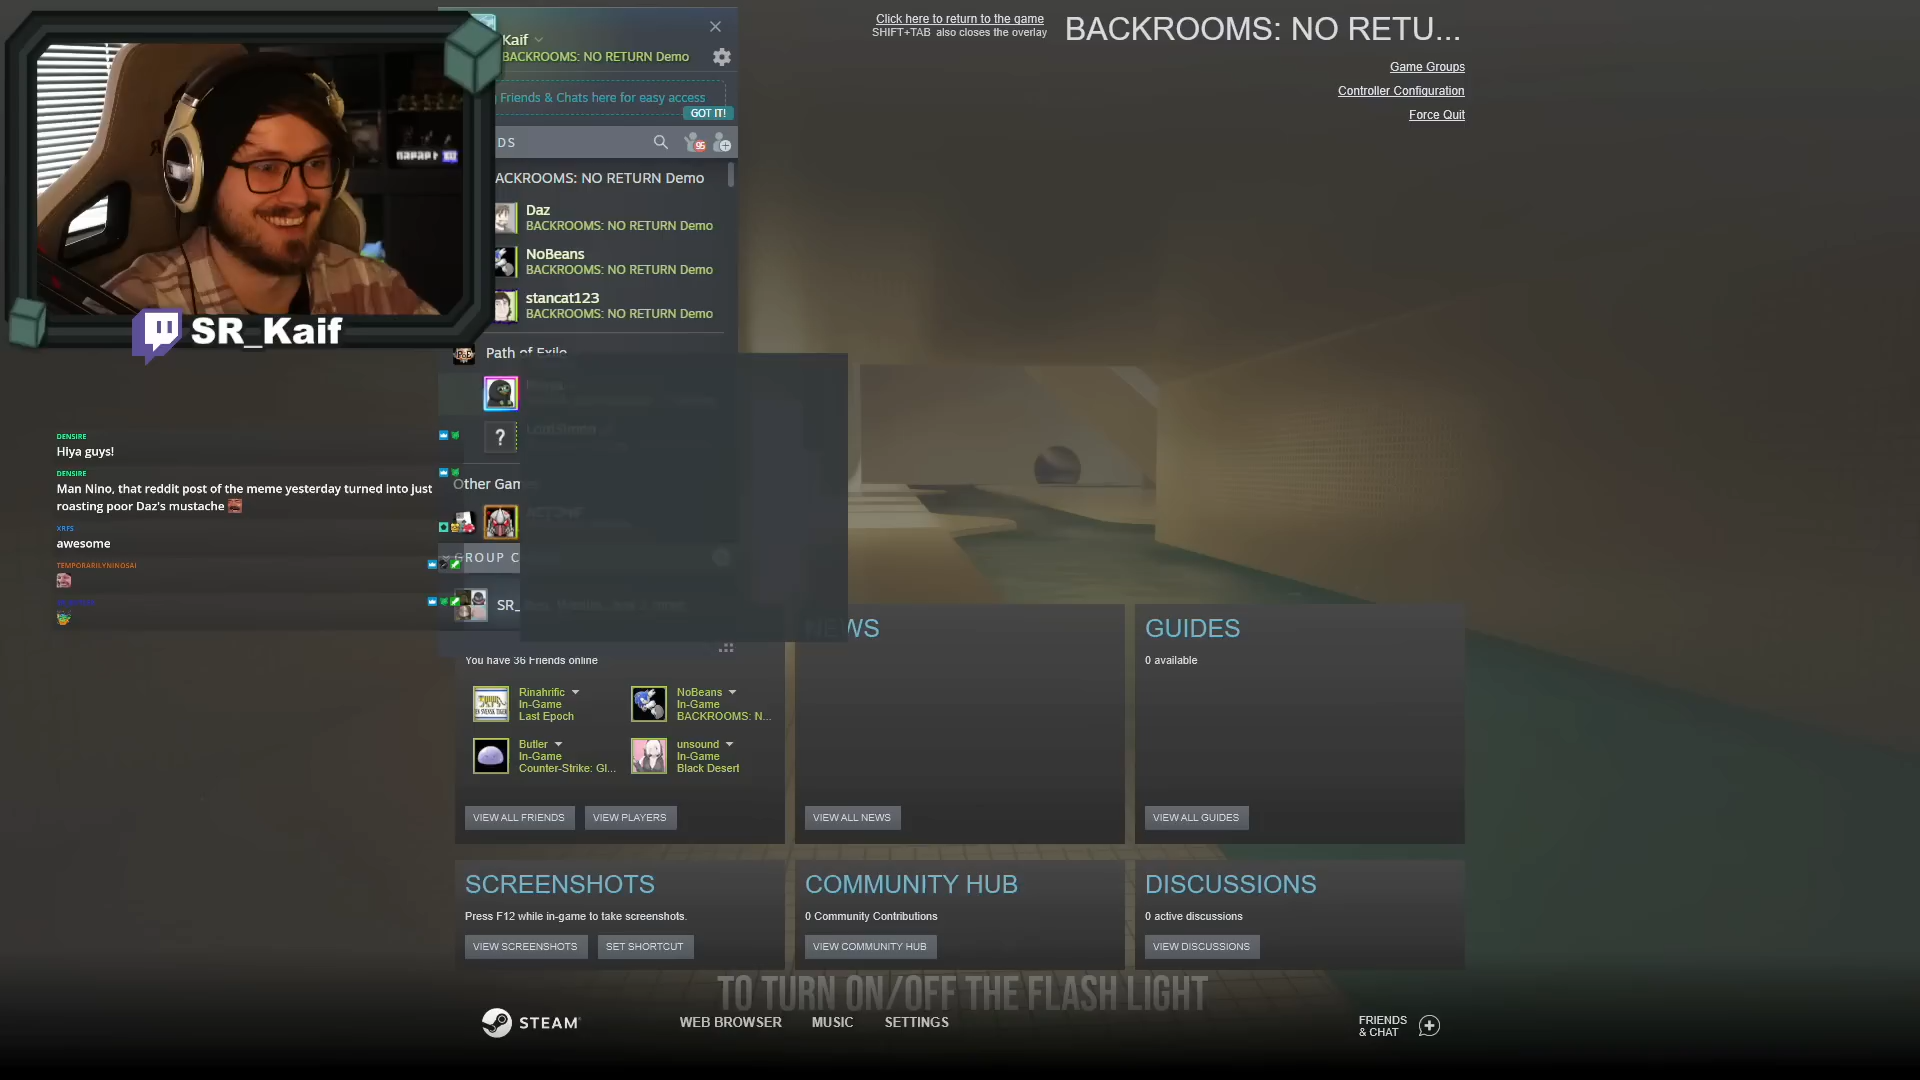 Kaif
BACKROOMS: NO RETURN Demo
Friends & Chats here for easy access
GOT IT!
DS
95
ACKROOMS: NO RETURN Demo
Daz
BACKROOMS: NO RETURN Demo
NoBeans
BACKROOMS: NO RETURN Demo
stancat123
BACKROOMS: NO RETURN Demo
Path of Exile
?
Other Gam
GROUP C
SR_
SR_Kaif
DENSIRE
Hiya guys!
DENSIRE
Man Nino, that reddit post of the meme yesterday turned into just
roasting poor Daz's mustache
XRFS
awesome
TEMPORARILYNINOSAI
Click here to return to the game
SHIFT+TAB also closes the overlay
BACKROOMS: NO RETU...
Game Groups
Controller Configuration
Force Quit
You have 36 Friends online
Rinahrific
In-Game
Last Epoch
NoBeans
In-Game
BACKROOMS: N...
Butler
In-Game
Counter-Strike: Gl...
unsound
In-Game
Black Desert
VIEW ALL FRIENDS
VIEW PLAYERS
NEWS
VIEW ALL NEWS
GUIDES
0 available
VIEW ALL GUIDES
SCREENSHOTS
Press F12 while in-game to take screenshots.
VIEW SCREENSHOTS
SET SHORTCUT
COMMUNITY HUB
0 Community Contributions
VIEW COMMUNITY HUB
DISCUSSIONS
0 active discussions
VIEW DISCUSSIONS
TO TURN ON/OFF THE FLASH LIGHT
STEAM
WEB BROWSER
MUSIC
SETTINGS
FRIENDS
& CHAT